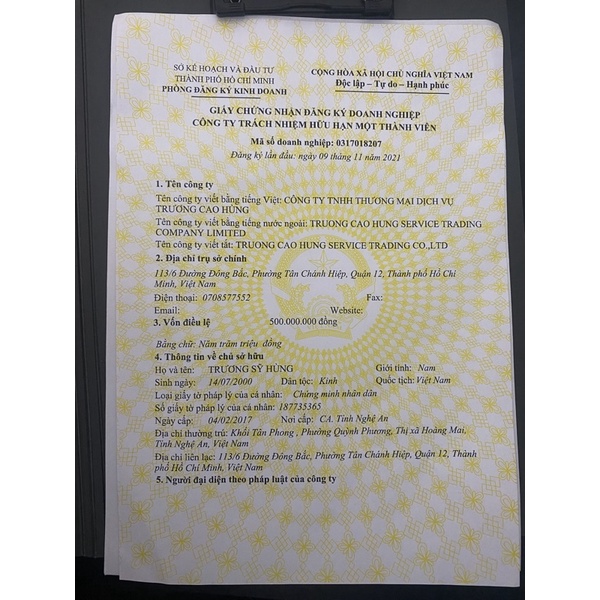 SỞ KẾ HOẠCH VÀ ĐẦU TƯ
THÀNH PHỐ HỒ CHÍ MINH
PHÒNG ĐĂNG KÝ KINH DOANH
CỘNG HÒA XÃ HỘI CHỦ NGHĨA VIỆT NAM
Độc lập – Tự do – Hạnh phúc
GIẤY CHỨNG NHẬN ĐĂNG KÝ DOANH NGHIỆP
CÔNG TY TRÁCH NHIỆM HỮU HẠN MỘT THÀNH VIÊN
Mã số doanh nghiệp: 0317018207
Đăng ký lần đầu: ngày 09 tháng 11 năm 2021
1. Tên công ty
Tên công ty viết bằng tiếng Việt: CÔNG TY TNHH THƯƠNG MẠI DỊCH VỤ
TRƯƠNG CAO HÙNG
Tên công ty viết bằng tiếng nước ngoài: TRUONG CAO HUNG SERVICE TRADING
COMPANY LIMITED
Tên công ty viết tắt: TRUONG CAO HUNG SERVICE TRADING CO.,LTD
2. Địa chỉ trụ sở chính
113/6 Đường Đông Bắc, Phường Tân Chánh Hiệp, Quận 12, Thành phố Hồ Chí
Minh, Việt Nam
Điện thoại: 0708577552 Fax:
Email: Website:
3. Vốn điều lệ 500.000.000 đồng
Bằng chữ: Năm trăm triệu đồng
4. Thông tin về chủ sở hữu
Họ và tên: TRƯƠNG SỸ HÙNG Giới tính: Nam
Sinh ngày: 14/07/2000 Dân tộc: Kinh Quốc tịch: Việt Nam
Loại giấy tờ pháp lý của cá nhân: Chứng minh nhân dân
Số giấy tờ pháp lý của cá nhân: 187735365
Ngày cấp: 04/02/2017 Nơi cấp: CA. Tỉnh Nghệ An
Địa chỉ thường trú: Khối Tân Phong , Phường Quỳnh Phương, Thị xã Hoàng Mai,
Tỉnh Nghệ An, Việt Nam
Địa chỉ liên lạc: 113/6 Đường Đông Bắc, Phường Tân Chánh Hiệp, Quận 12, Thành
phố Hồ Chí Minh, Việt Nam
5. Người đại diện theo pháp luật của công ty